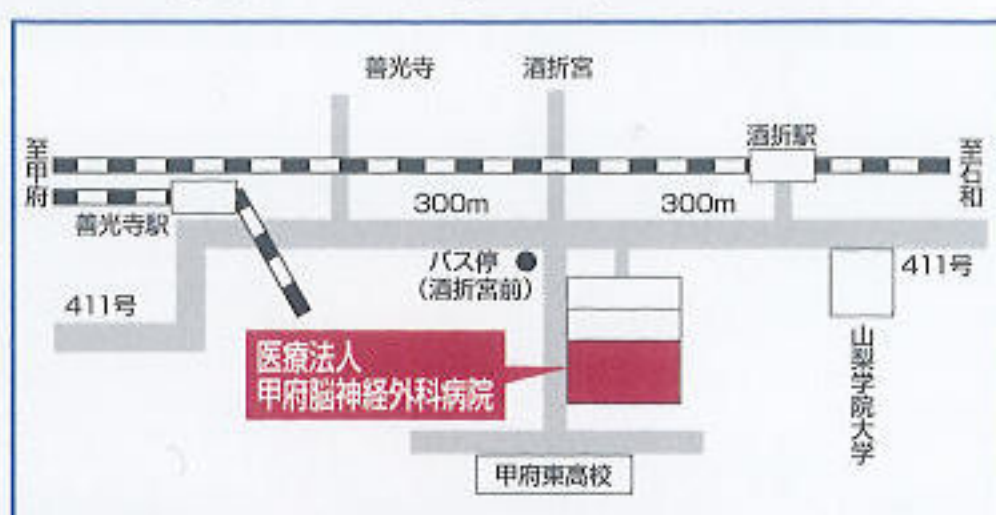 善光寺
酒折宮
酒折駅
至甲府
至石和
300m
300m
善光寺駅
バス停
(酒折宮前)
411号
411号
医療法人
甲府脳神経外科病院
山梨学院大学
甲府東高校